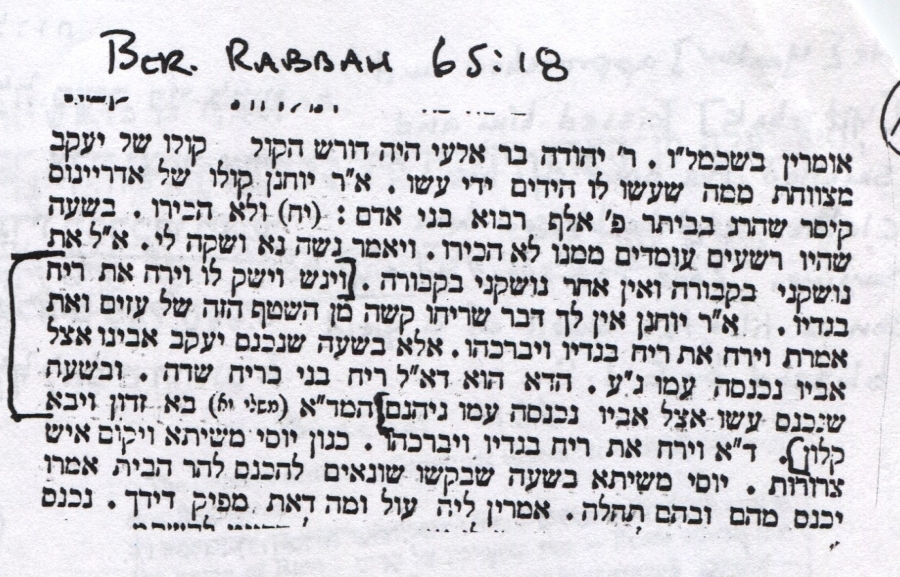 BER. RABBAH 65:18
אומרין בשכמל״ו. ר׳ יהודה בר אלעי היה דורש הקול קולו של יעקב
מצווחת ממה שעשו לו הידים ידי עשו. א״ר יוחנן קולו של אדריינוס
קיסר שהרג בביתר פ׳ אלף רבוא בני אדם: (יח) ולא הכירו. בשעה
שהיו רשעים עומדים ממנו לא הכירו. ויאמר גשה נא ושקה לי. א״ל את
נושקני בקבורה ואין אחר נושקני בקבורה. [ויגש וישק לו וירח את ריח
בגדיו. א״ר יוחנן אין לך דבר שריחו קשה מן השטף הזה של עזים ואת
אמרת וירח את ריח בגדיו ויברכהו. אלא בשעה שנכנס יעקב אבינו אצל
אביו נכנסה עמו ג״ע. הדא הוא דא״ל ריח בני כריח שדה. ובשעה
שנכנס עשו אצל אביו נכנסה עמו גיהנם] המד״א (משלי יא) בא זדון ויבא
קלון]. ד״א וירח את ריח בגדיו ויברכהו. כגון יוסי משיתא ויקום איש
צרורות. יוסי משיתא בשעה שבקשו שונאים להכנס להר הבית אמרו
יכנס מהם ובהם תחלה. אמרין ליה עול ומה דאת מפיק דידך. נכנס